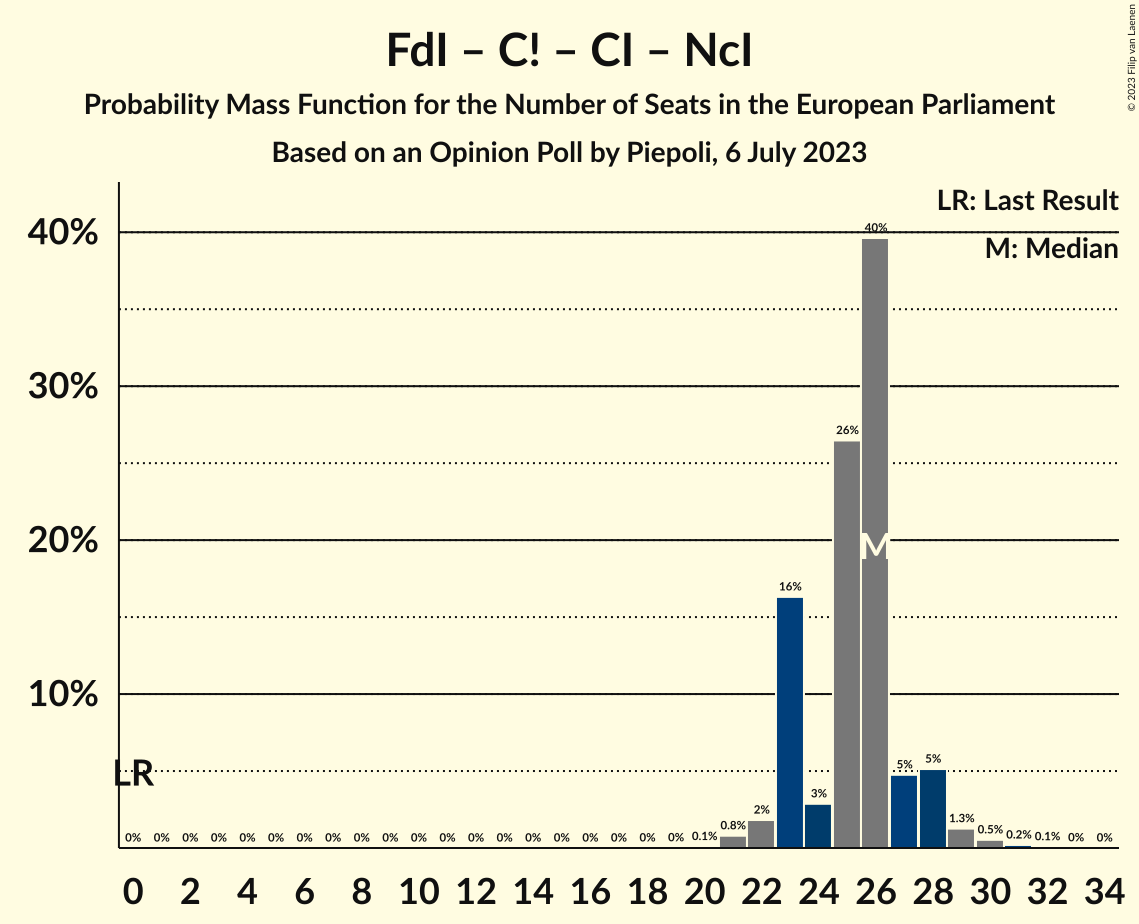 FdI – C! – CI – NcI
Probability Mass Function for the Number of Seats in the European Parliament
Based on an Opinion Poll by Piepoli, 6 July 2023
© 2023 Filip van Laenen
LR: Last Result
M: Median
40%
30%
20%
10%
LR
M
0% 0% 0% 0% 0% 0% 0% 0% 0% 0% 0% 0% 0% 0% 0% 0% 0% 0% 0% 0% 0.1% 0.8% 2% 16% 3% 26% 40% 5% 5% 1.3% 0.5% 0.2% 0.1% 0% 0%
0 2 4 6 8 10 12 14 16 18 20 22 24 26 28 30 32 34